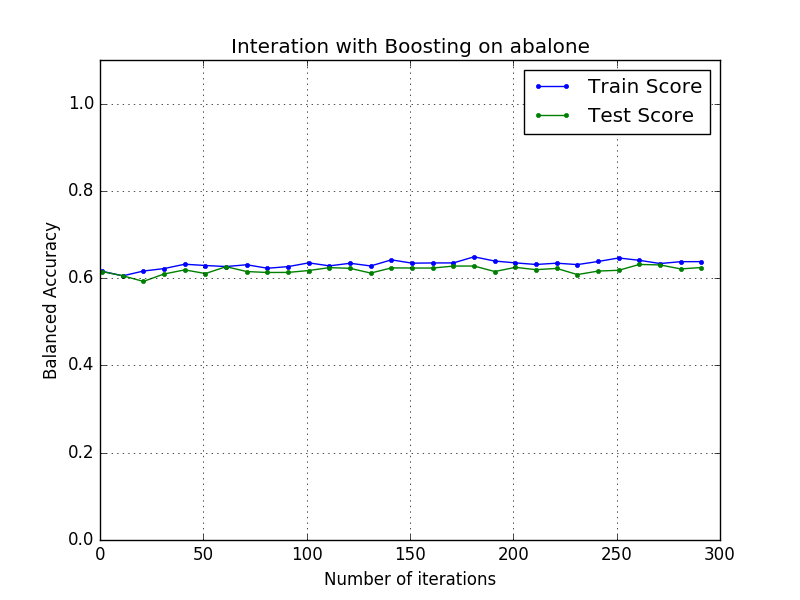 Interation with Boosting on abalone
Train Score
Test Score
Balanced Accuracy
1.0
0.8
0.6
0.4
0.2
0.0
0 50 100 150 200 250 300
Number of iterations